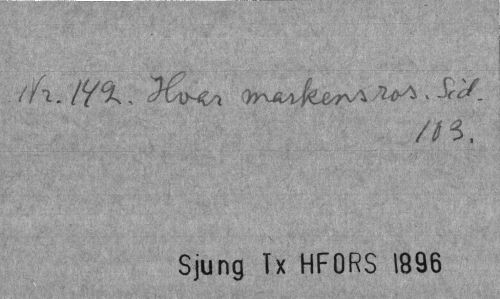 Nr. 142. Hvar markens ros. Sid.
103.
Sjung Tx HFORS 1896